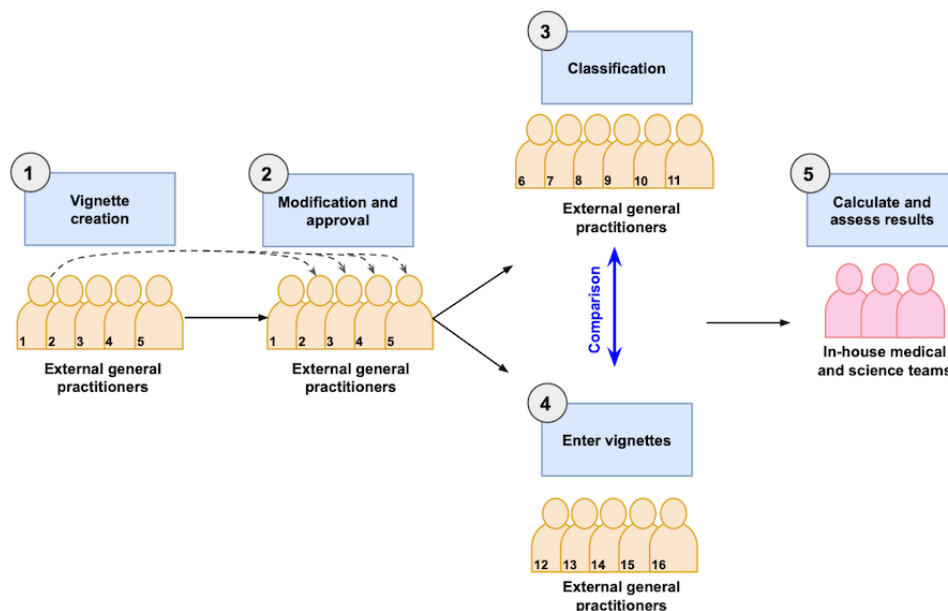 1
Vignette
creation
1 2 3 4 5
External general
practitioners
2
Modification and
approval
1 2 3 4 5
External general
practitioners
3
Classification
6 7 8 9 10 11
External general
practitioners
Comparison
4
Enter vignettes
12 13 14 15 16
External general
practitioners
5
Calculate and
assess results
In-house medical
and science teams